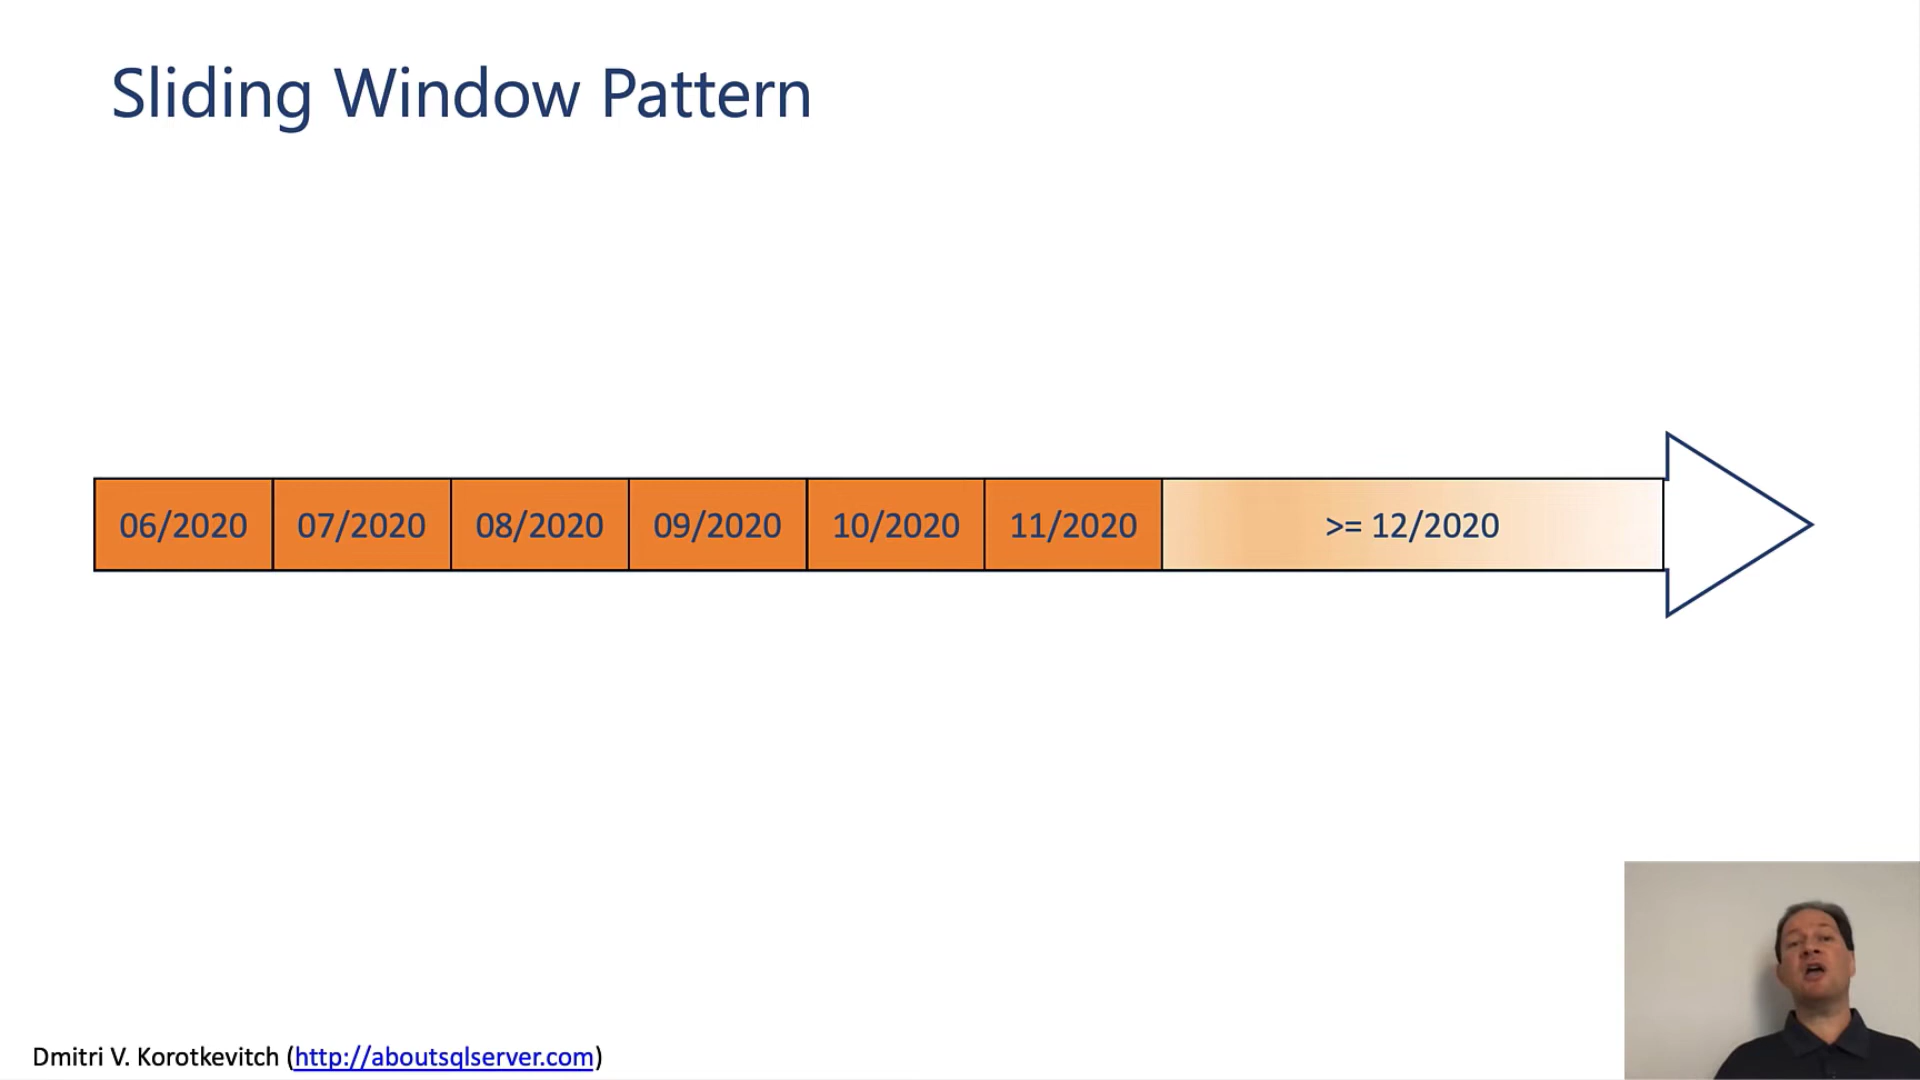 Sliding Window Pattern
06/2020 07/2020 08/2020 09/2020 10/2020 11/2020 >= 12/2020
Dmitri V. Korotkevitch (http://aboutsqlserver.com)